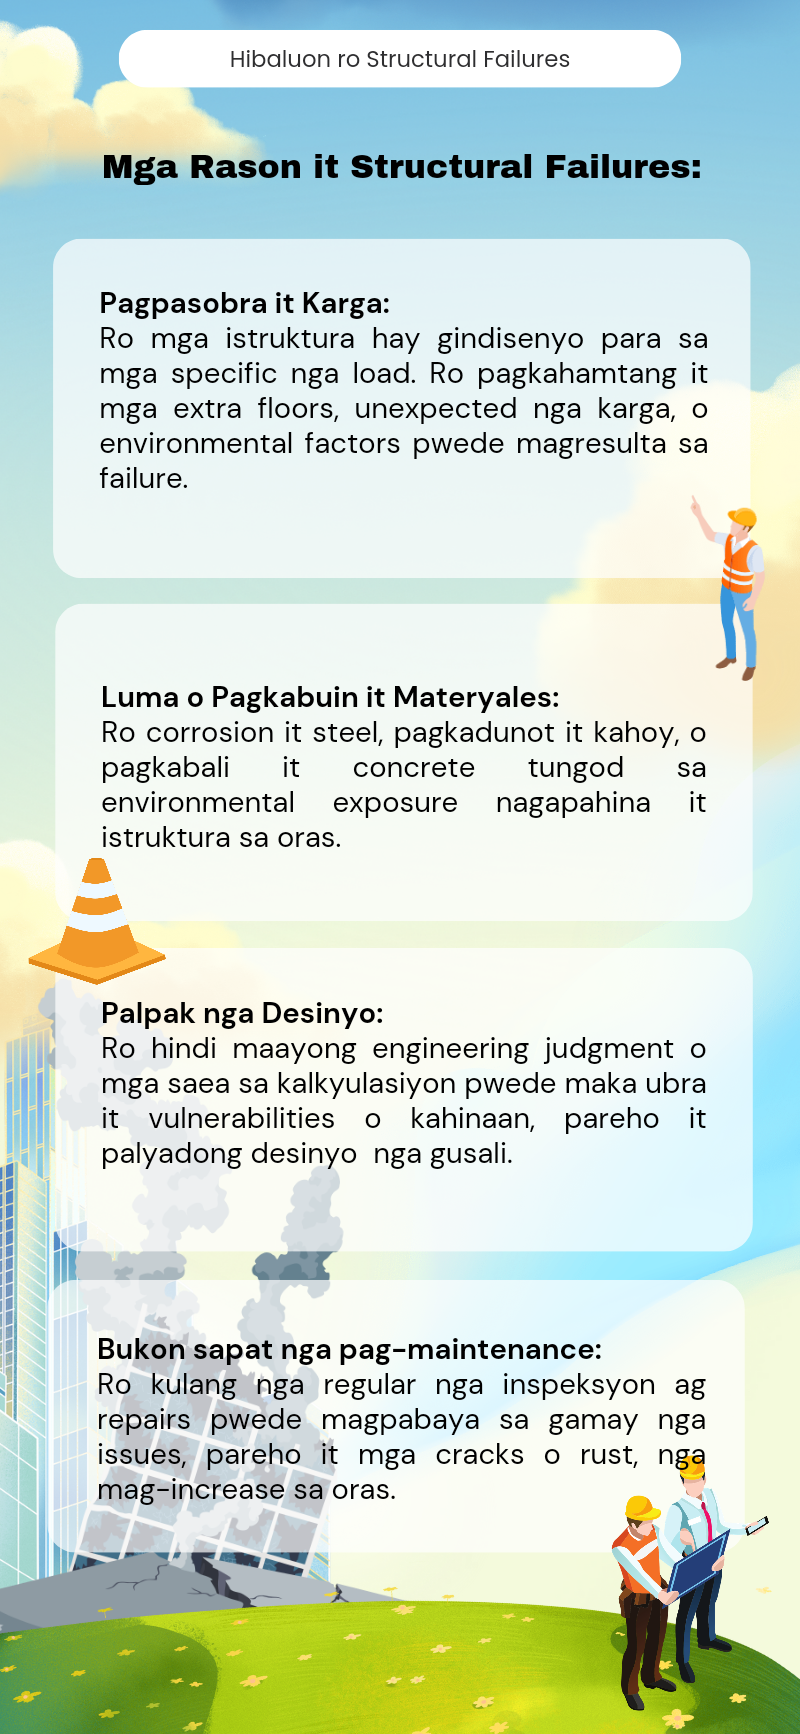 Hibaluon ro Structural Failures
Mga Rason it Structural Failures:
Pagpasobra it Karga:
Ro mga istruktura hay gindisenyo para sa
mga specific nga load. Ro pagkahamtang it
mga extra floors, unexpected nga karga, o
environmental factors pwede magresulta sa
failure.
Luma o Pagkabuin it Materyales:
Ro corrosion it steel, pagkadunot it kahoy, o
pagkabali it concrete tungod sa
environmental exposure nagapahina it
istruktura sa oras.
Palpak nga Desinyo:
Ro hindi maayong engineering judgment o
mga saea sa kalkyulasiyon pwede maka ubra
it vulnerabilities o kahinaan, pareho it
palyadong desinyo  nga gusali.
Bukon sapat nga pag-maintenance:
Ro kulang nga regular nga inspeksyon ag
repairs pwede magpabaya sa gamay nga
issues, pareho it mga cracks o rust, nga
mag-increase sa oras.